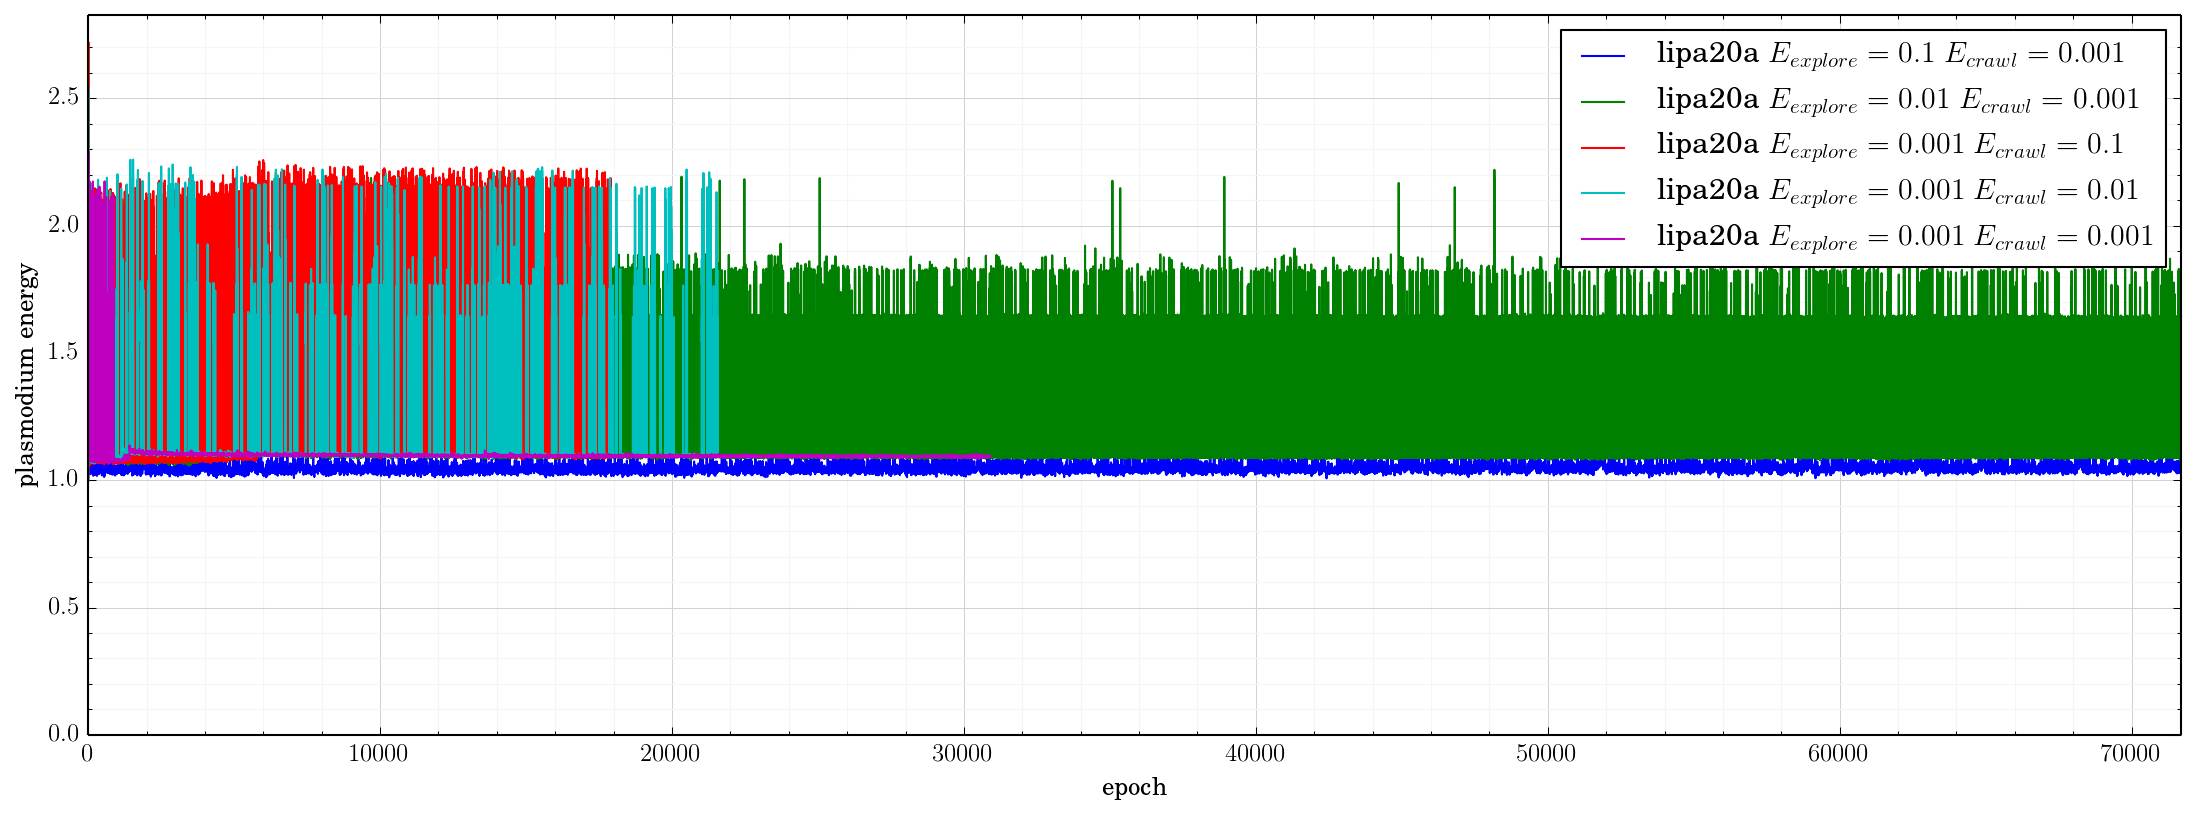 lipa20a E_explore = 0.1 E_crawl = 0.001
lipa20a E_explore = 0.01 E_crawl = 0.001
lipa20a E_explore = 0.001 E_crawl = 0.1
lipa20a E_explore = 0.001 E_crawl = 0.01
lipa20a E_explore = 0.001 E_crawl = 0.001
plasmodium energy
2.5
2.0
1.5
1.0
0.5
0.0
0 10000 20000 30000 40000 50000 60000 70000
epoch